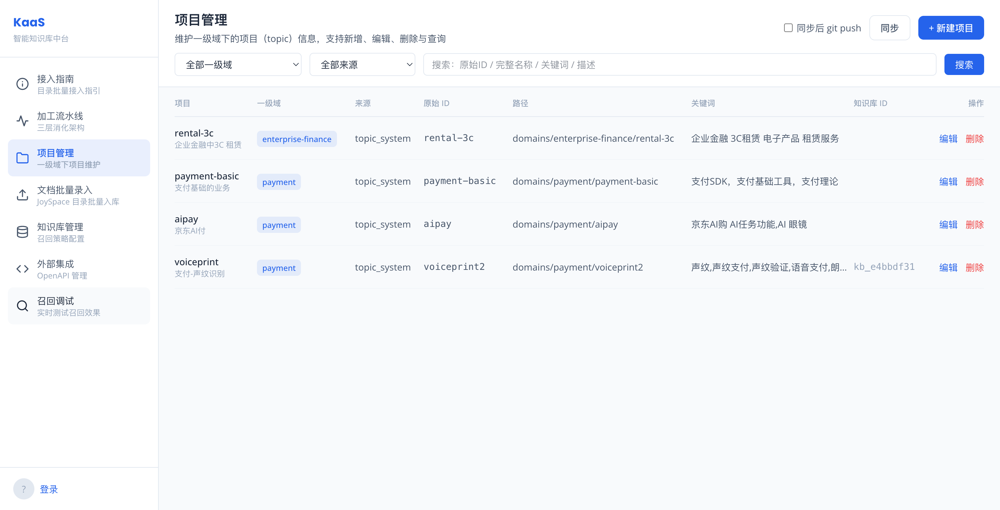 KaaS
智能知识库中台
接入指南
目录批量接入指引
加工流水线
三层消化架构
项目管理
一级域下项目维护
文档批量录入
JoySpace 目录批量入库
知识库管理
召回策略配置
外部集成
OpenAPI 管理
召回调试
实时测试召回效果
? 登录
项目管理
维护一级域下的项目（topic）信息，支持新增、编辑、删除与查询
同步后 git push 同步 + 新建项目
全部一级域 全部来源 搜索：原始ID / 完整名称 / 关键词 / 描述 搜索
项目 一级域 来源 原始 ID 路径 关键词 知识库 ID 操作
rental-3c enterprise-finance topic_system rental-3c domains/enterprise-finance/rental-3c 企业金融 3C租赁 电子产品 租赁服务 编辑 删除
企业金融中3C 租赁
payment-basic payment topic_system payment-basic domains/payment/payment-basic 支付SDK，支付基础工具，支付理论 编辑 删除
支付基础的业务
aipay payment topic_system aipay domains/payment/aipay 京东AI购 AI任务功能,AI 眼镜 编辑 删除
京东AI付
voiceprint payment topic_system voiceprint2 domains/payment/voiceprint2 声纹,声纹支付,声纹验证,语音支付,朗... kb_e4bbdf31 编辑 删除
支付-声纹识别